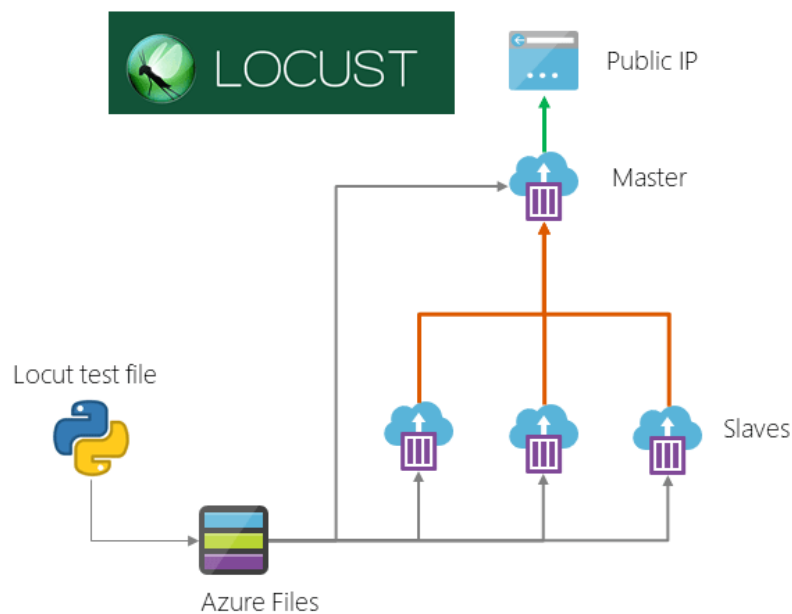 LOCUST
Public IP
Master
Locut test file
Slaves
Azure Files